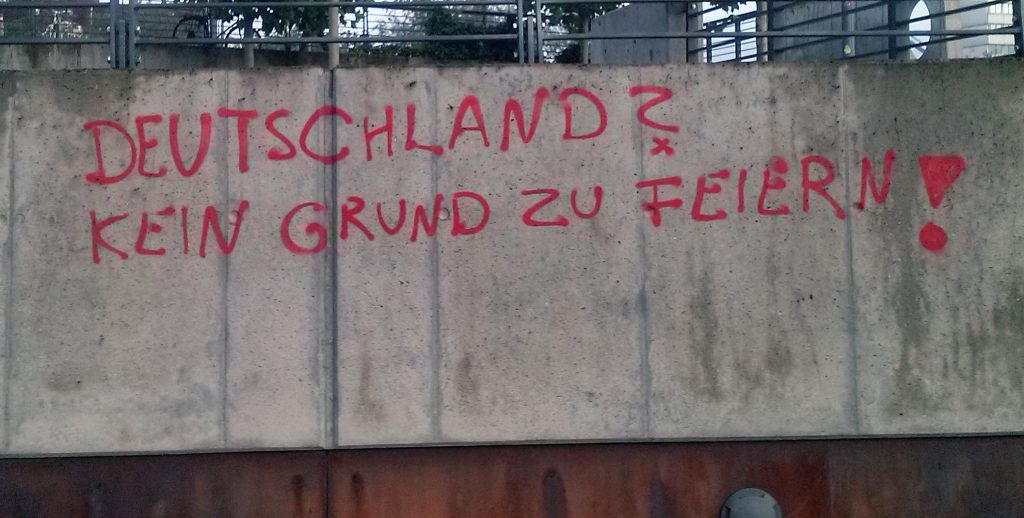 DEUTSCHLAND?
KEIN GRUND ZU FEIERN!